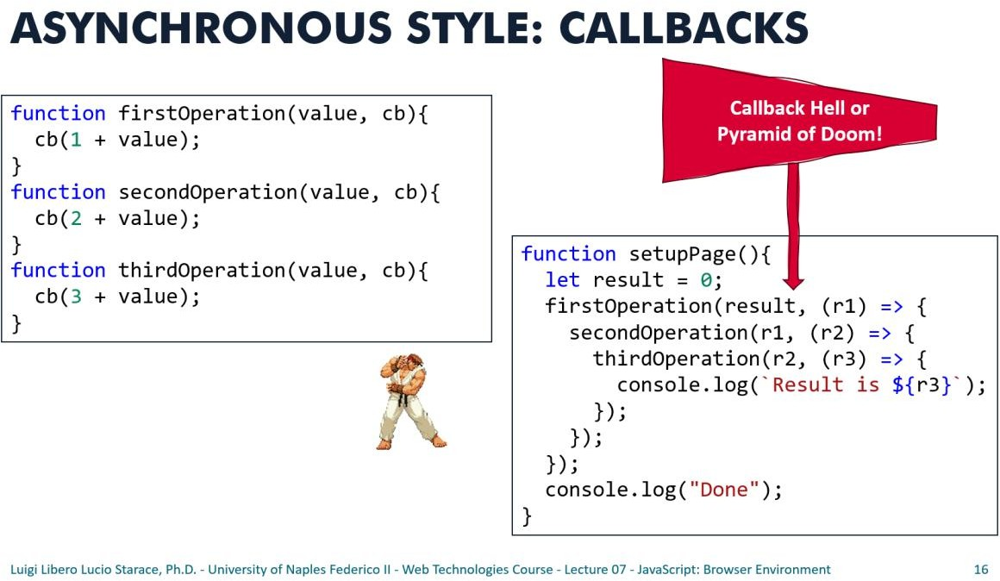 ASYNCHRONOUS STYLE: CALLBACKS
function firstOperation(value, cb){
  cb(1 + value);
}
function secondOperation(value, cb){
  cb(2 + value);
}
function thirdOperation(value, cb){
  cb(3 + value);
}
Callback Hell or
Pyramid of Doom!
function setupPage(){
  let result = 0;
  firstOperation(result, (r1) => {
    secondOperation(r1, (r2) => {
      thirdOperation(r2, (r3) => {
        console.log(`Result is ${r3}`);
      });
    });
  });
  console.log("Done");
}
Luigi Libero Lucio Starace, Ph.D. - University of Naples Federico II - Web Technologies Course - Lecture 07 - JavaScript: Browser Environment
16